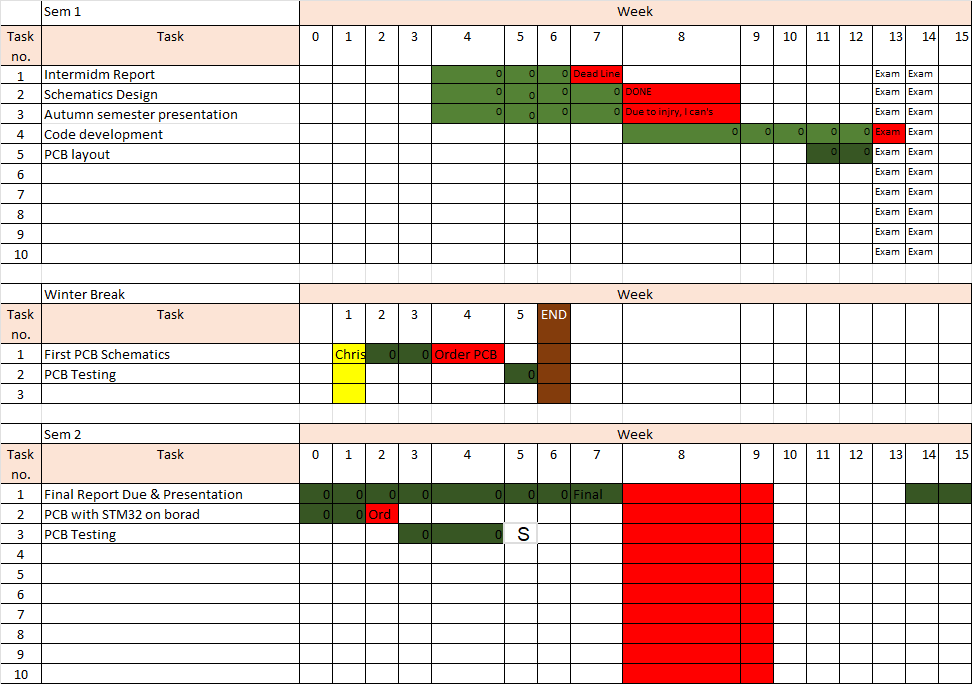 Sem 1 Week
Task no. Task 0 1 2 3 4 5 6 7 8 9 10 11 12 13 14 15
1 Intermidm Report 0 0 0 Dead Line Exam Exam
2 Schematics Design 0 0 0 0 DONE Exam Exam
3 Autumn semester presentation 0 0 0 0 Due to injry, I can's Exam Exam
4 Code development 0 0 0 0 0 Exam Exam
5 PCB layout 0 0 Exam Exam
6 Exam Exam
7 Exam Exam
8 Exam Exam
9 Exam Exam
10 Exam Exam
Winter Break Week
Task no. Task 1 2 3 4 5 END
1 First PCB Schematics Chris 0 0 Order PCB
2 PCB Testing 0
3
Sem 2 Week
Task no. Task 0 1 2 3 4 5 6 7 8 9 10 11 12 13 14 15
1 Final Report Due & Presentation 0 0 0 0 0 0 0 Final
2 PCB with STM32 on borad 0 0 Ord
3 PCB Testing 0 0 S
4
5
6
7
8
9
10